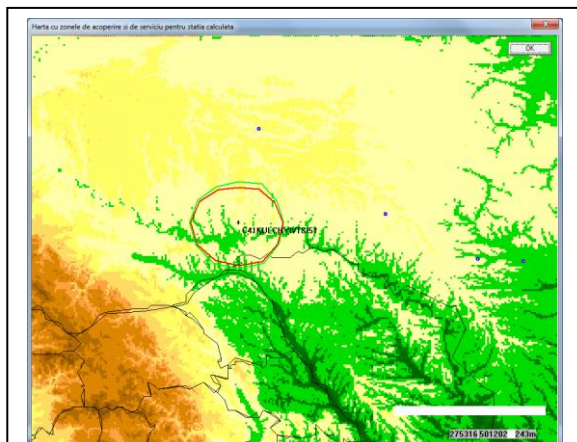 Harta cu zonele de acoperire si de serviciu pentru statia calculata
OK
275316 501202 243m